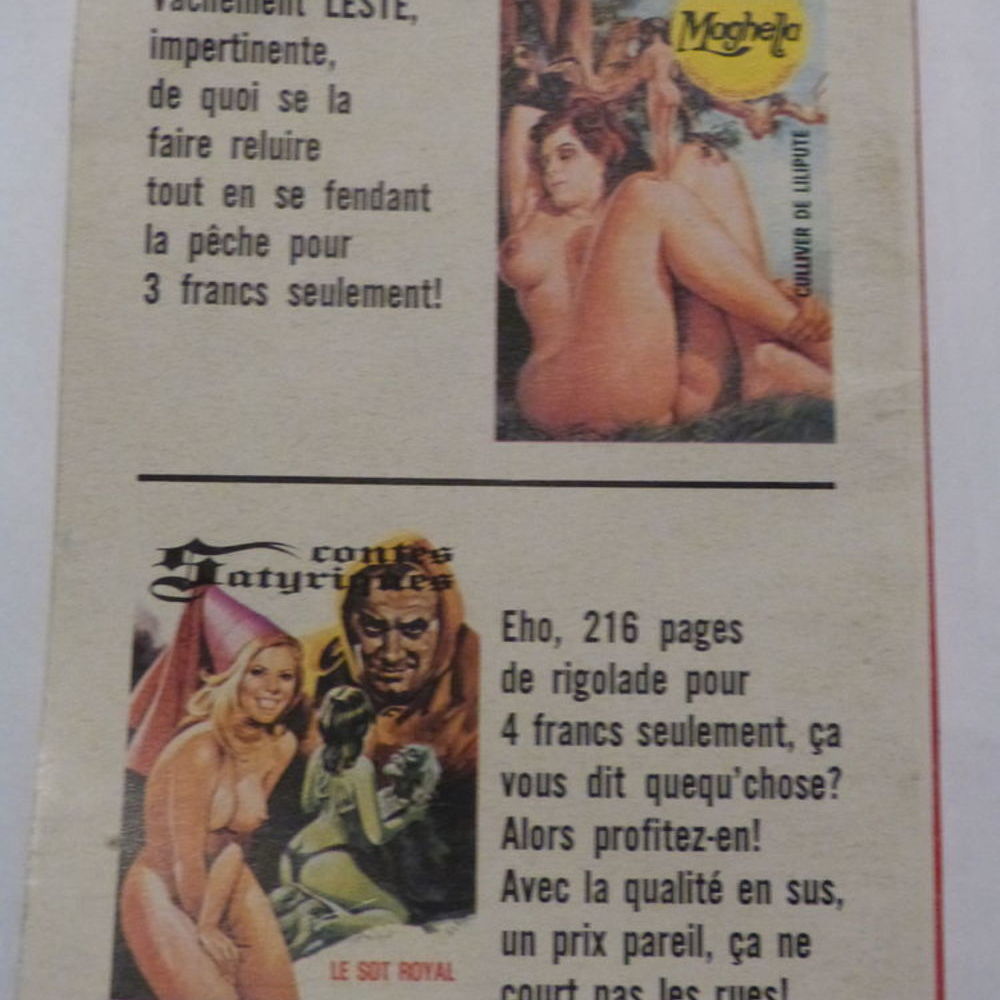 Vachement LESTE,
impertinente,
de quoi se la
faire reluire
tout en se fendant
la pêche pour
3 francs seulement!
Maghella
CULLIVER DE LILIPUTE
contes
Satyriques
LE SOT ROYAL
Eho, 216 pages
de rigolade pour
4 francs seulement, ça
vous dit quequ'chose?
Alors profitez-en!
Avec la qualité en sus,
un prix pareil, ça ne
court pas les rues!